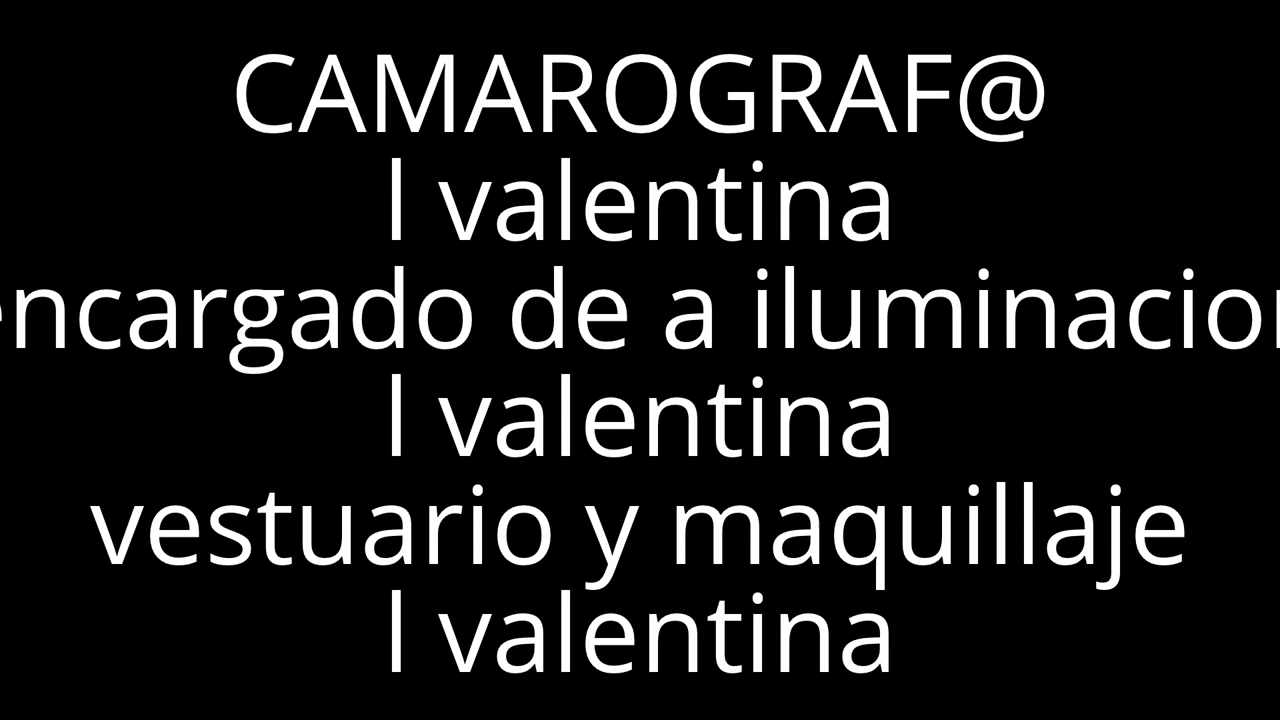 CAMAROGRAF@
l valentina
encargado de a iluminacion
l valentina
vestuario y maquillaje
l valentina